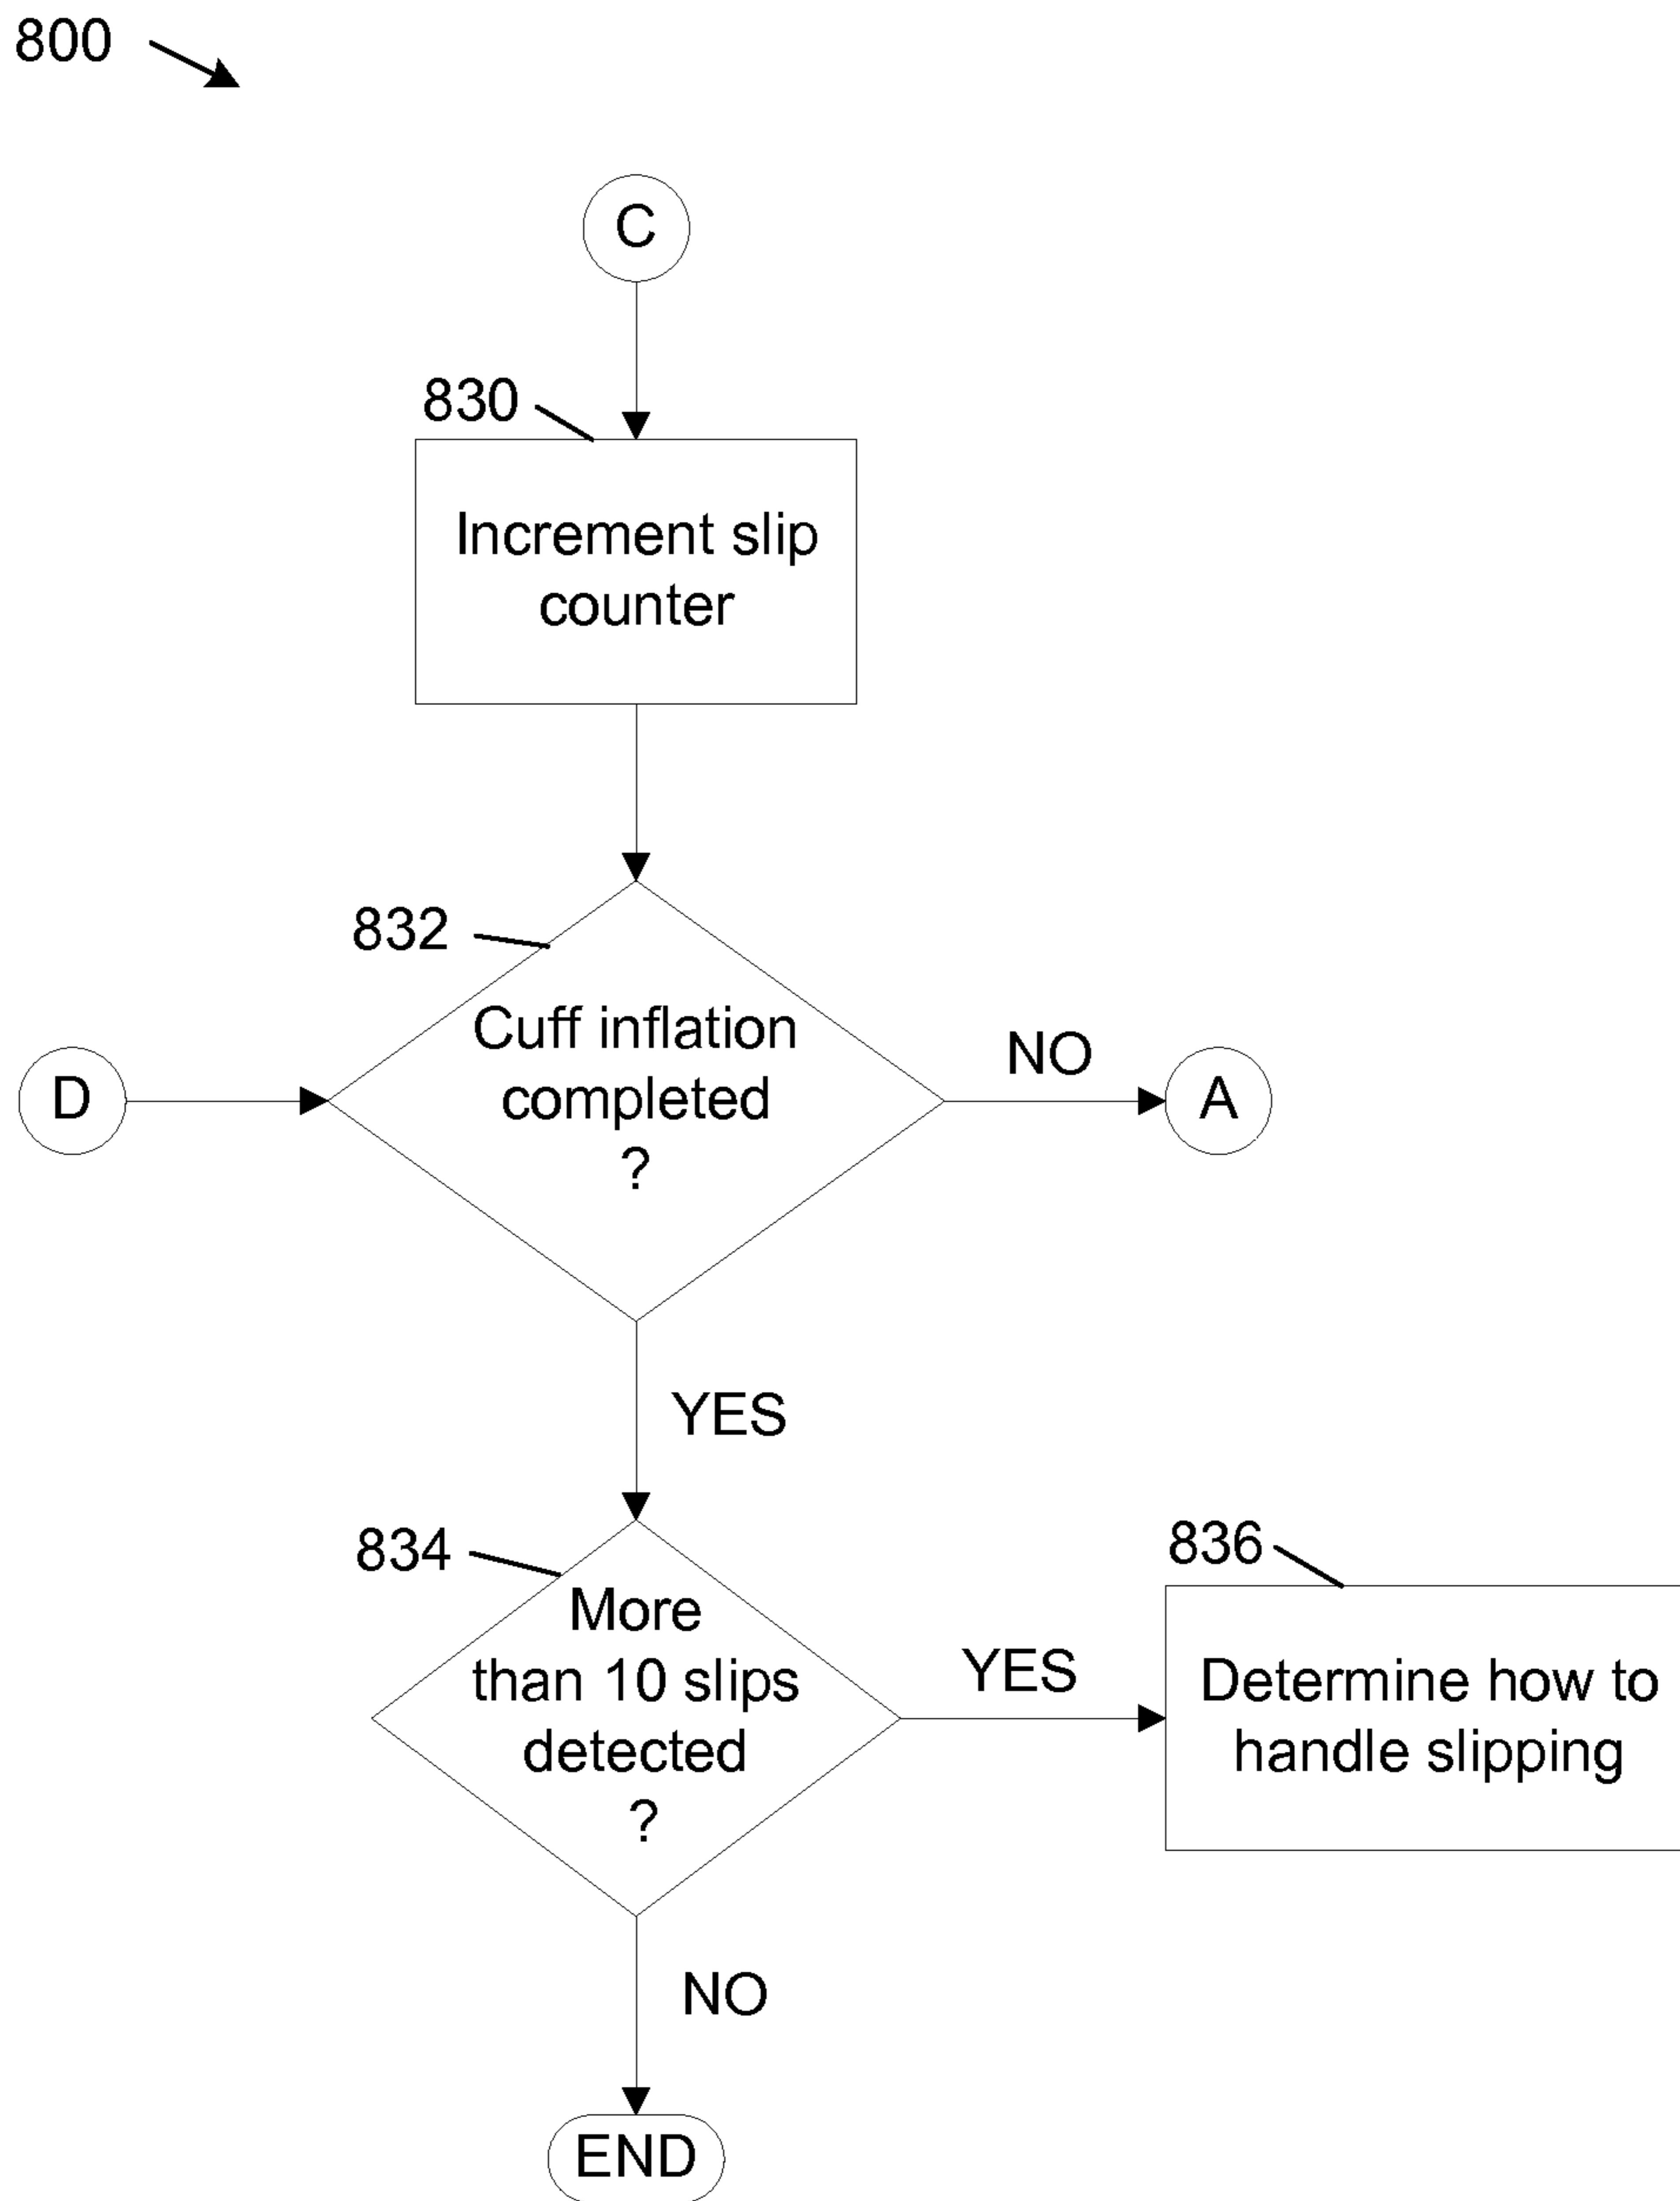 800
C
830
Increment slip
counter
832
Cuff inflation
completed
?
D
NO
A
YES
834
More
than 10 slips
detected
?
YES
836
Determine how to
handle slipping
NO
END